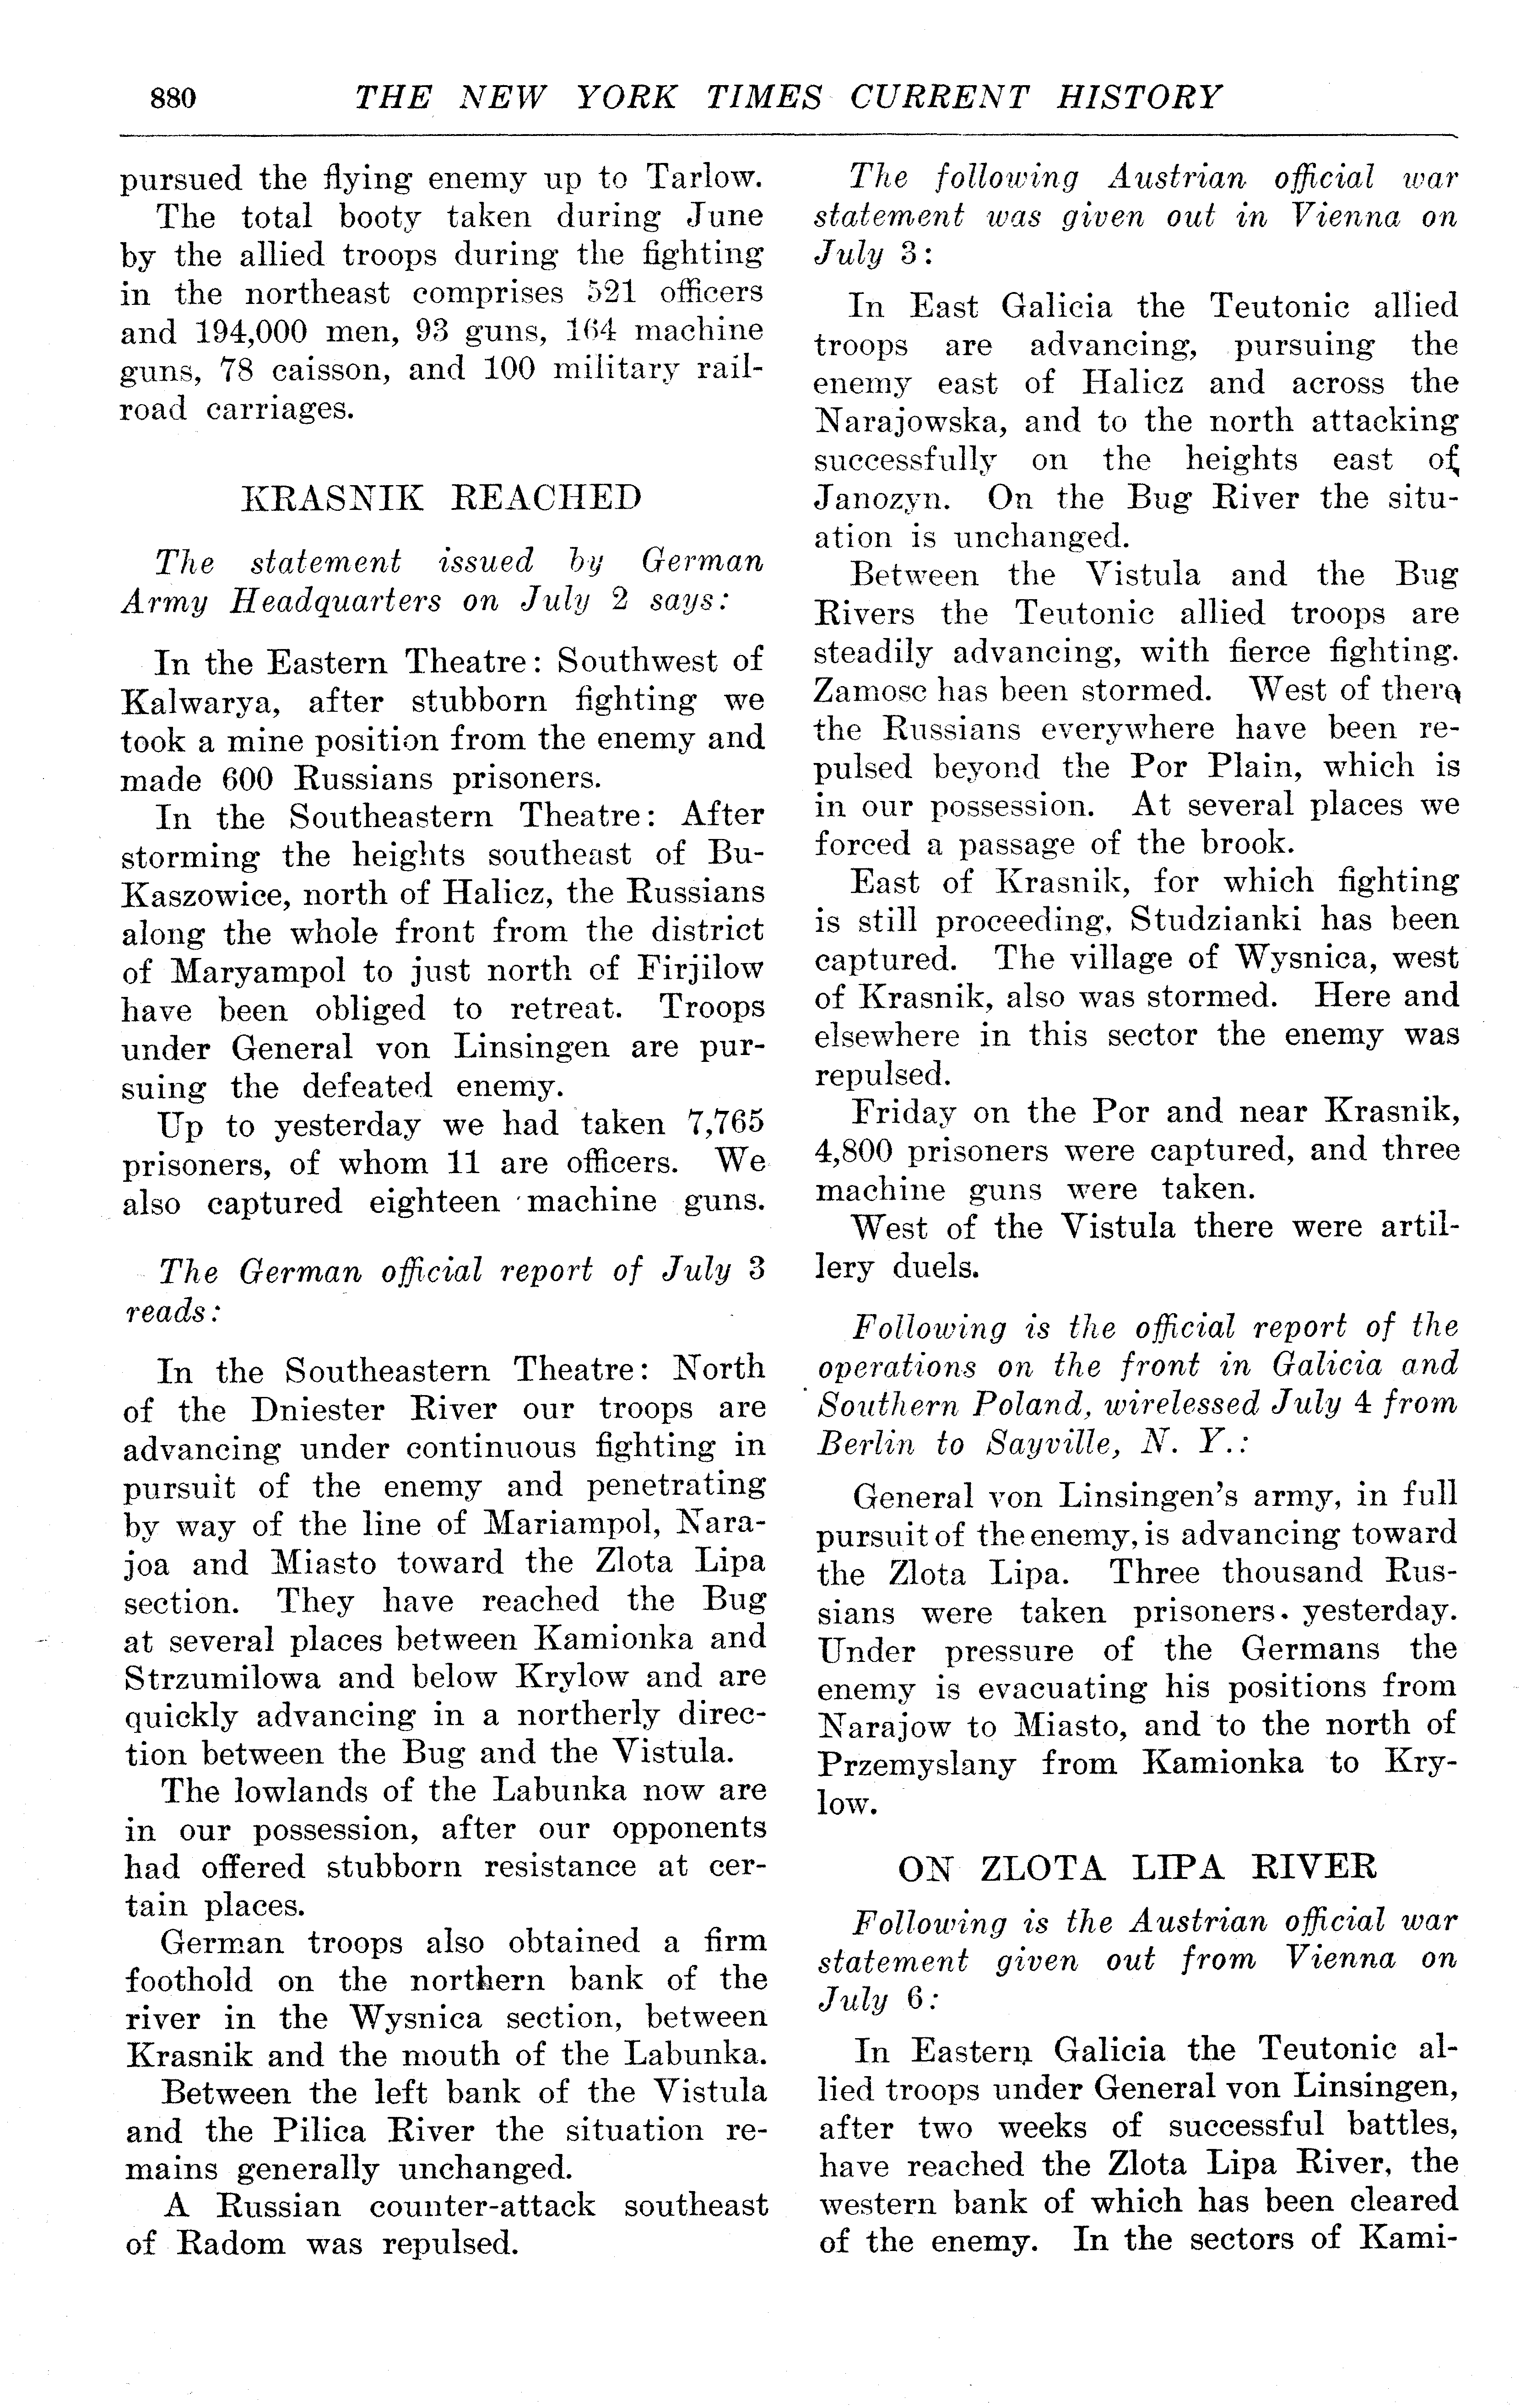 880 THE NEW YORK TIMES CURRENT HISTORY
pursued the flying enemy up to Tarlow.
The total booty taken during June
by the allied troops during the fighting
in the northeast comprises 521 officers
and 194,000 men, 93 guns, 164 machine
guns, 78 caisson, and 100 military rail-
road carriages.
KRASNIK REACHED
The statement issued by German
Army Headquarters on July 2 says:
In the Eastern Theatre: Southwest of
Kalwarya, after stubborn fighting we
took a mine position from the enemy and
made 600 Russians prisoners.
In the Southeastern Theatre: After
storming the heights southeast of Bu-
Kaszowice, north of Halicz, the Russians
along the whole front from the district
of Maryampol to just north of Firjilow
have been obliged to retreat. Troops
under General von Linsingen are pur-
suing the defeated enemy.
Up to yesterday we had taken 7,765
prisoners, of whom 11 are officers. We
also captured eighteen machine guns.
The German official report of July 3
reads:
In the Southeastern Theatre: North
of the Dniester River our troops are
advancing under continuous fighting in
pursuit of the enemy and penetrating
by way of the line of Mariampol, Nara-
joa and Miasto toward the Zlota Lipa
section. They have reached the Bug
at several places between Kamionka and
Strzumilowa and below Krylow and are
quickly advancing in a northerly direc-
tion between the Bug and the Vistula.
The lowlands of the Labunka now are
in our possession, after our opponents
had offered stubborn resistance at cer-
tain places.
German troops also obtained a firm
foothold on the northern bank of the
river in the Wysnica section, between
Krasnik and the mouth of the Labunka.
Between the left bank of the Vistula
and the Pilica River the situation re-
mains generally unchanged.
A Russian counter-attack southeast
of Radom was repulsed.
The following Austrian official war
statement was given out in Vienna on
July 3:
In East Galicia the Teutonic allied
troops are advancing, pursuing the
enemy east of Halicz and across the
Narajowska, and to the north attacking
successfully on the heights east of
Janozyn. On the Bug River the situ-
ation is unchanged.
Between the Vistula and the Bug
Rivers the Teutonic allied troops are
steadily advancing, with fierce fighting.
Zamosc has been stormed. West of there
the Russians everywhere have been re-
pulsed beyond the Por Plain, which is
in our possession. At several places we
forced a passage of the brook.
East of Krasnik, for which fighting
is still proceeding, Studzianki has been
captured. The village of Wysnica, west
of Krasnik, also was stormed. Here and
elsewhere in this sector the enemy was
repulsed.
Friday on the Por and near Krasnik,
4,800 prisoners were captured, and three
machine guns were taken.
West of the Vistula there were artil-
lery duels.
Following is the official report of the
operations on the front in Galicia and
Southern Poland, wirelessed July 4 from
Berlin to Sayville, N. Y.:
General von Linsingen's army, in full
pursuit of the enemy, is advancing toward
the Zlota Lipa. Three thousand Rus-
sians were taken prisoners yesterday.
Under pressure of the Germans the
enemy is evacuating his positions from
Narajow to Miasto, and to the north of
Przemyslany from Kamionka to Kry-
low.
ON ZLOTA LIPA RIVER
Following is the Austrian official war
statement given out from Vienna on
July 6:
In Eastern Galicia the Teutonic al-
lied troops under General von Linsingen,
after two weeks of successful battles,
have reached the Zlota Lipa River, the
western bank of which has been cleared
of the enemy. In the sectors of Kami-